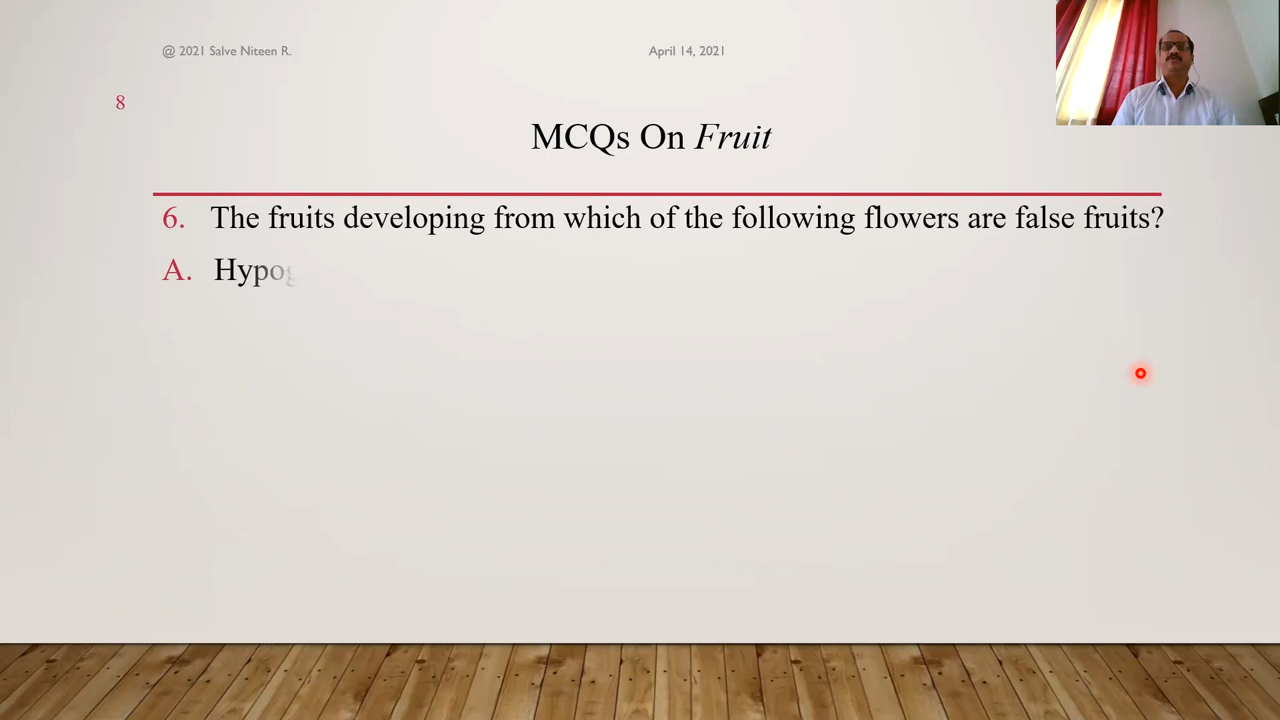 @ 2021 Salve Niteen R.
April 14, 2021
8
MCQs On Fruit
6. The fruits developing from which of the following flowers are false fruits?
A. Hypog